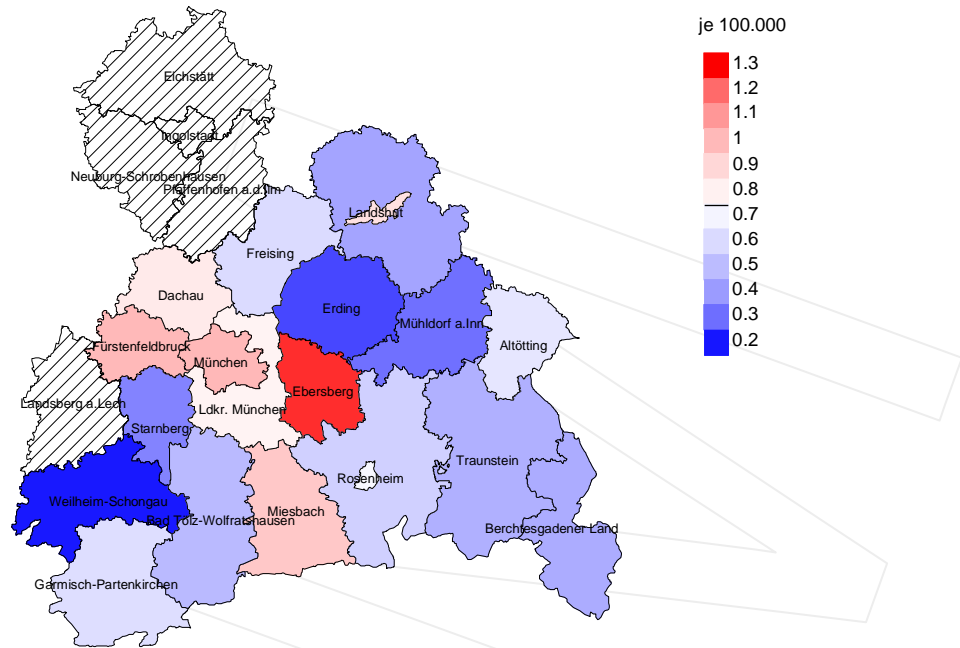 je 100.000
1.3
1.2
1.1
1
0.9
0.8
0.7
0.6
0.5
0.4
0.3
0.2
Eichstätt
Ingolstadt
Neuburg-Schrobenhausen
Pfaffenhofen a.d.Ilm
Landshut
Freising
Dachau
Erding
Mühldorf a.Inn
Fürstenfeldbruck
München
Altötting
Ebersberg
Landsberg a.Lech
Ldkr. München
Starnberg
Traunstein
Rosenheim
Weilheim-Schongau
Miesbach
Bad Tölz-Wolfratshausen
Berchtesgadener Land
Garmisch-Partenkirchen